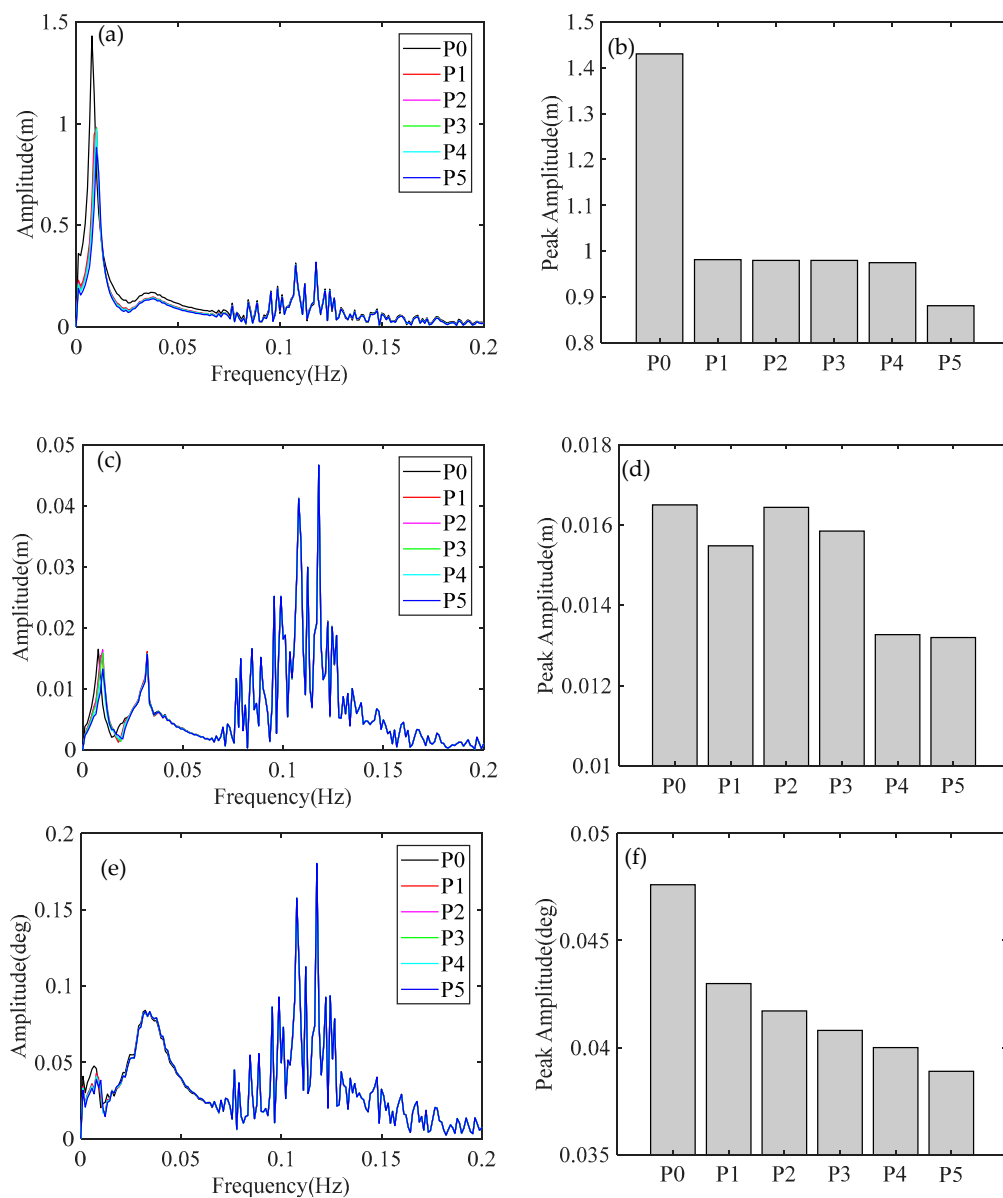 (a)
1.5
1
0.5
0
Amplitude(m)
P0
P1
P2
P3
P4
P5
0 0.05 0.1 0.15 0.2
Frequency(Hz)
(b)
1.5
1.4
1.3
1.2
1.1
1
0.9
0.8
Peak Amplitude(m)
P0 P1 P2 P3 P4 P5
(c)
0.05
0.04
0.03
0.02
0.01
0
Amplitude(m)
P0
P1
P2
P3
P4
P5
0 0.05 0.1 0.15 0.2
Frequency(Hz)
(d)
0.018
0.016
0.014
0.012
0.01
Peak Amplitude(m)
P0 P1 P2 P3 P4 P5
(e)
0.2
0.15
0.1
0.05
0
Amplitude(deg)
P0
P1
P2
P3
P4
P5
0 0.05 0.1 0.15 0.2
Frequency(Hz)
(f)
0.05
0.045
0.04
0.035
Peak Amplitude(deg)
P0 P1 P2 P3 P4 P5